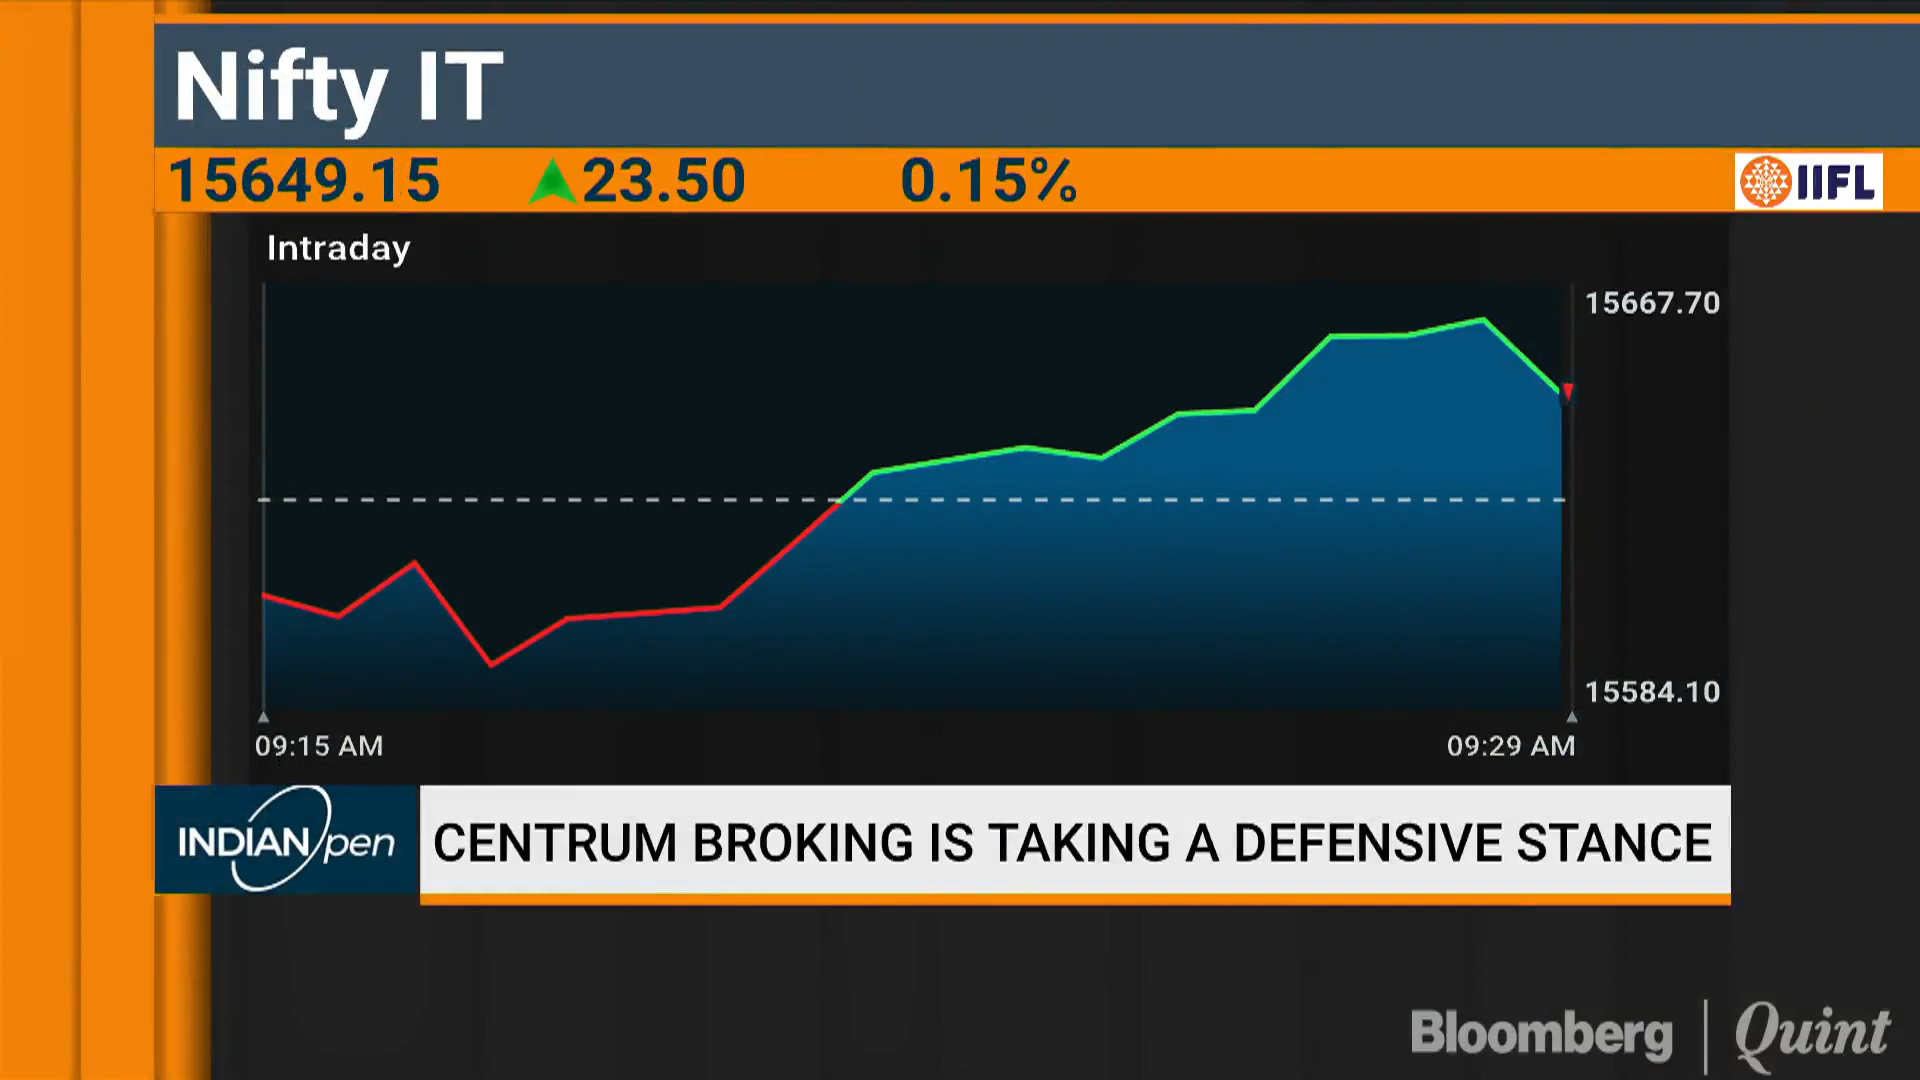 Nifty IT
15649.15 23.50 0.15%
IIFL
Intraday
15667.70
15584.10
09:15 AM 09:29 AM
INDIAN Open
CENTRUM BROKING IS TAKING A DEFENSIVE STANCE
Bloomberg | Quint